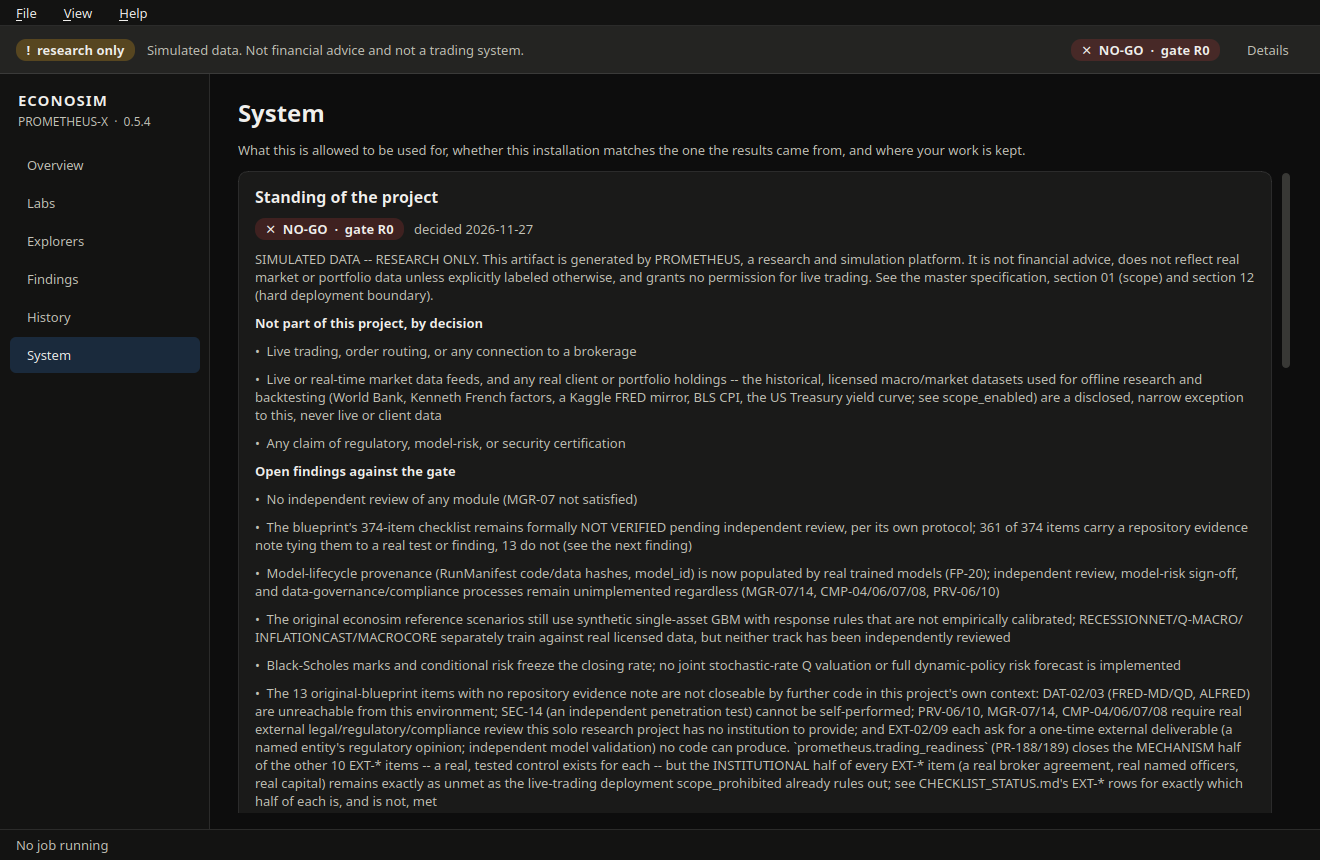 File View Help
! research only Simulated data. Not financial advice and not a trading system. ✕ NO-GO · gate R0 Details
ECONOSIM
PROMETHEUS-X · 0.5.4
Overview
Labs
Explorers
Findings
History
System
System
What this is allowed to be used for, whether this installation matches the one the results came from, and where your work is kept.
Standing of the project
✕ NO-GO · gate R0 decided 2026-11-27
SIMULATED DATA -- RESEARCH ONLY. This artifact is generated by PROMETHEUS, a research and simulation platform. It is not financial advice, does not reflect real
market or portfolio data unless explicitly labeled otherwise, and grants no permission for live trading. See the master specification, section 01 (scope) and section 12
(hard deployment boundary).
Not part of this project, by decision
• Live trading, order routing, or any connection to a brokerage
• Live or real-time market data feeds, and any real client or portfolio holdings -- the historical, licensed macro/market datasets used for offline research and
backtesting (World Bank, Kenneth French factors, a Kaggle FRED mirror, BLS CPI, the US Treasury yield curve; see scope_enabled) are a disclosed, narrow exception
to this, never live or client data
• Any claim of regulatory, model-risk, or security certification
Open findings against the gate
• No independent review of any module (MGR-07 not satisfied)
• The blueprint's 374-item checklist remains formally NOT VERIFIED pending independent review, per its own protocol; 361 of 374 items carry a repository evidence
note tying them to a real test or finding, 13 do not (see the next finding)
• Model-lifecycle provenance (RunManifest code/data hashes, model_id) is now populated by real trained models (FP-20); independent review, model-risk sign-off,
and data-governance/compliance processes remain unimplemented regardless (MGR-07/14, CMP-04/06/07/08, PRV-06/10)
• The original econosim reference scenarios still use synthetic single-asset GBM with response rules that are not empirically calibrated; RECESSIONNET/Q-MACRO/
INFLATIONCAST/MACROCORE separately train against real licensed data, but neither track has been independently reviewed
• Black-Scholes marks and conditional risk freeze the closing rate; no joint stochastic-rate Q valuation or full dynamic-policy risk forecast is implemented
• The 13 original-blueprint items with no repository evidence note are not closeable by further code in this project's own context: DAT-02/03 (FRED-MD/QD, ALFRED)
are unreachable from this environment; SEC-14 (an independent penetration test) cannot be self-performed; PRV-06/10, MGR-07/14, CMP-04/06/07/08 require real
external legal/regulatory/compliance review this solo research project has no institution to provide; and EXT-02/09 each ask for a one-time external deliverable (a
named entity's regulatory opinion; independent model validation) no code can produce. `prometheus.trading_readiness` (PR-188/189) closes the MECHANISM half
of the other 10 EXT-* items -- a real, tested control exists for each -- but the INSTITUTIONAL half of every EXT-* item (a real broker agreement, real named officers,
real capital) remains exactly as unmet as the live-trading deployment scope_prohibited already rules out; see CHECKLIST_STATUS.md's EXT-* rows for exactly which
half of each is, and is not, met
No job running